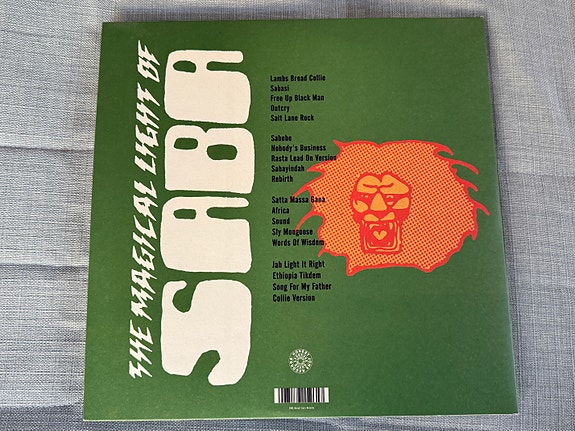 THE MAGICAL LIGHT OF
SABA
Lambs Bread Collie
Sabasi
Free Up Black Man
Outcry
Salt Lane Rock
Sabebe
Nobody's Business
Rasta Lead On Version
Sabayindah
Rebirth
Satta Massa Gana
Africa
Sound
Sly Mongoose
Words Of Wisdom
Jah Light It Right
Ethiopia Tikdem
Song For My Father
Collie Version